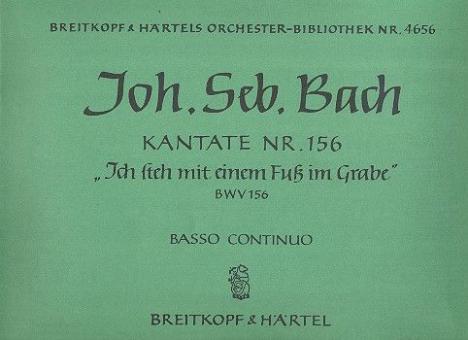 BREITKOPF & HÄRTELS ORCHESTER-BIBLIOTHEK NR. 4656
Joh. Seb. Bach
KANTATE NR. 156
„Ich steh mit einem Fuß im Grabe"
BWV 156
BASSO CONTINUO
BREITKOPF & HÄRTEL